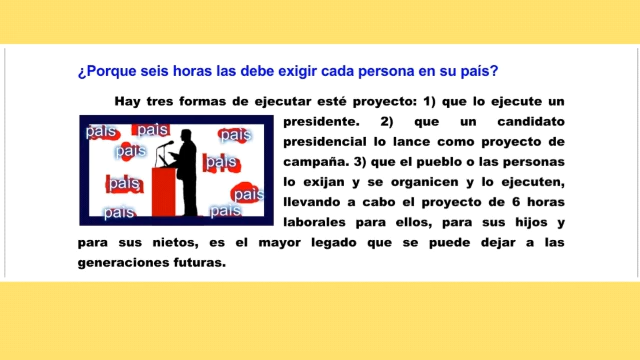 ¿Porque seis horas las debe exigir cada persona en su país?
Hay tres formas de ejecutar esté proyecto: 1) que lo ejecute un
presidente. 2) que un candidato
presidencial lo lance como proyecto de
campaña. 3) que el pueblo o las personas
lo exijan y se organicen y lo ejecuten,
llevando a cabo el proyecto de 6 horas
laborales para ellos, para sus hijos y
para sus nietos, es el mayor legado que se puede dejar a las
generaciones futuras.
país país país
país
país
país
país
país país